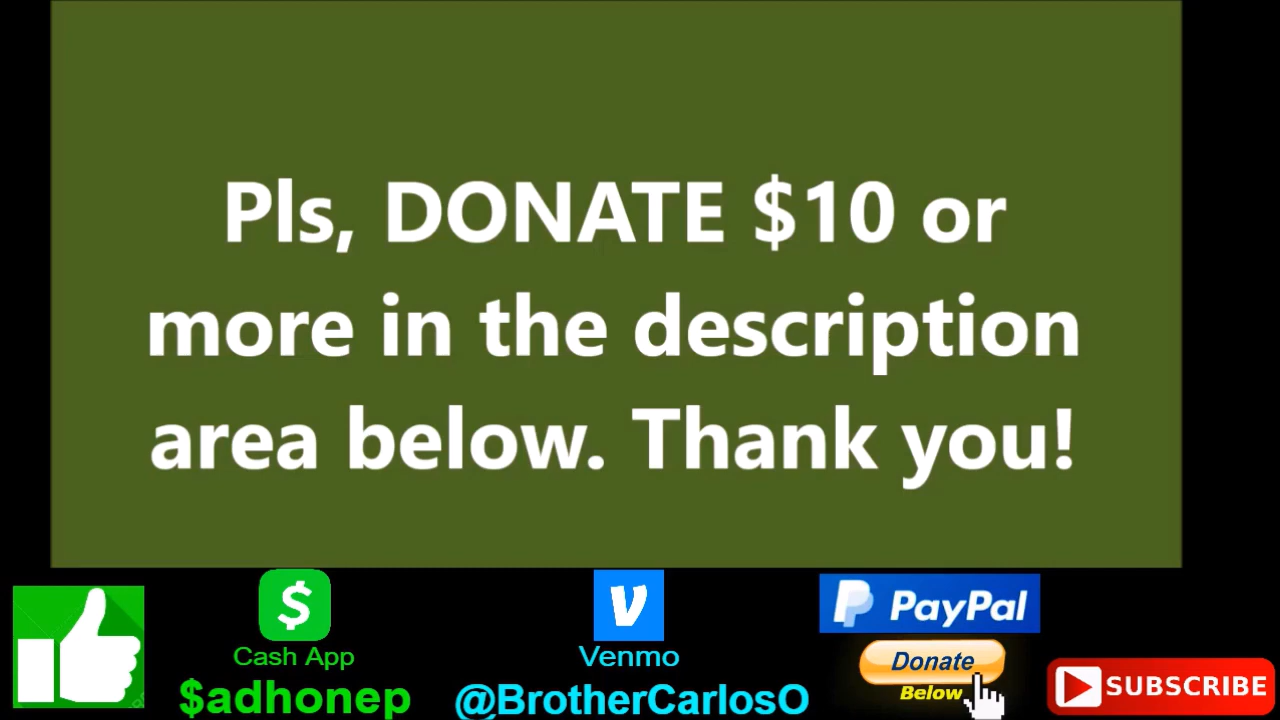 Pls, DONATE $10 or
more in the description
area below. Thank you!
$
Cash App
$adhonep
V
Venmo
@BrotherCarlosO
P PayPal
Donate
Below
SUBSCRIBE